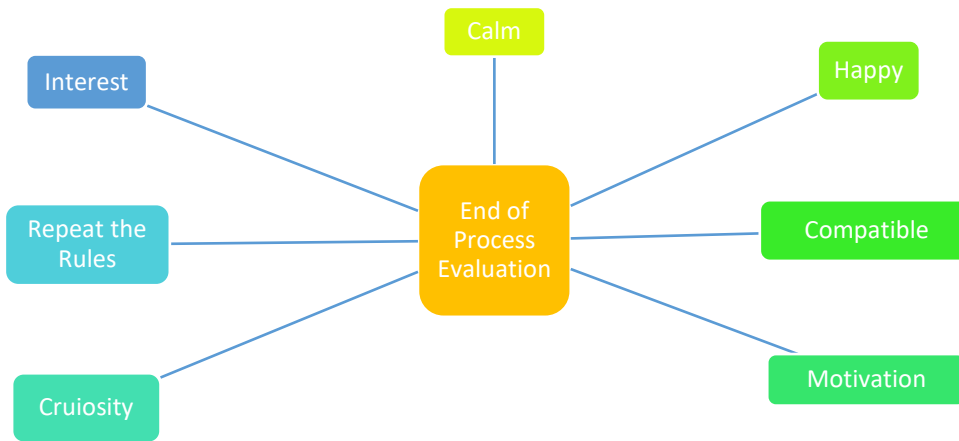 Calm
Interest
Happy
End of
Process
Evaluation
Repeat the
Rules
Compatible
Cruiosity
Motivation